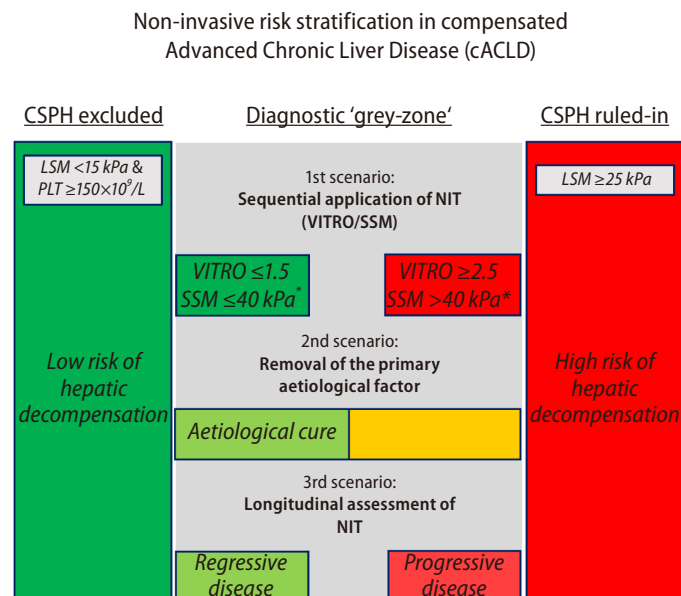 Non-invasive risk stratification in compensated
Advanced Chronic Liver Disease (cACLD)
CSPH excluded
Diagnostic ‘grey-zone‘
CSPH ruled-in
LSM <15 kPa &
PLT ≥150×10⁹/L
Low risk of
hepatic
decompensation
1st scenario:
Sequential application of NIT
(VITRO/SSM)
VITRO ≤1.5
SSM ≤40 kPa*
VITRO ≥2.5
SSM >40 kPa*
2nd scenario:
Removal of the primary
aetiological factor
Aetiological cure
3rd scenario:
Longitudinal assessment of
NIT
Regressive
disease
Progressive
disease
LSM ≥25 kPa
High risk of
hepatic
decompensation